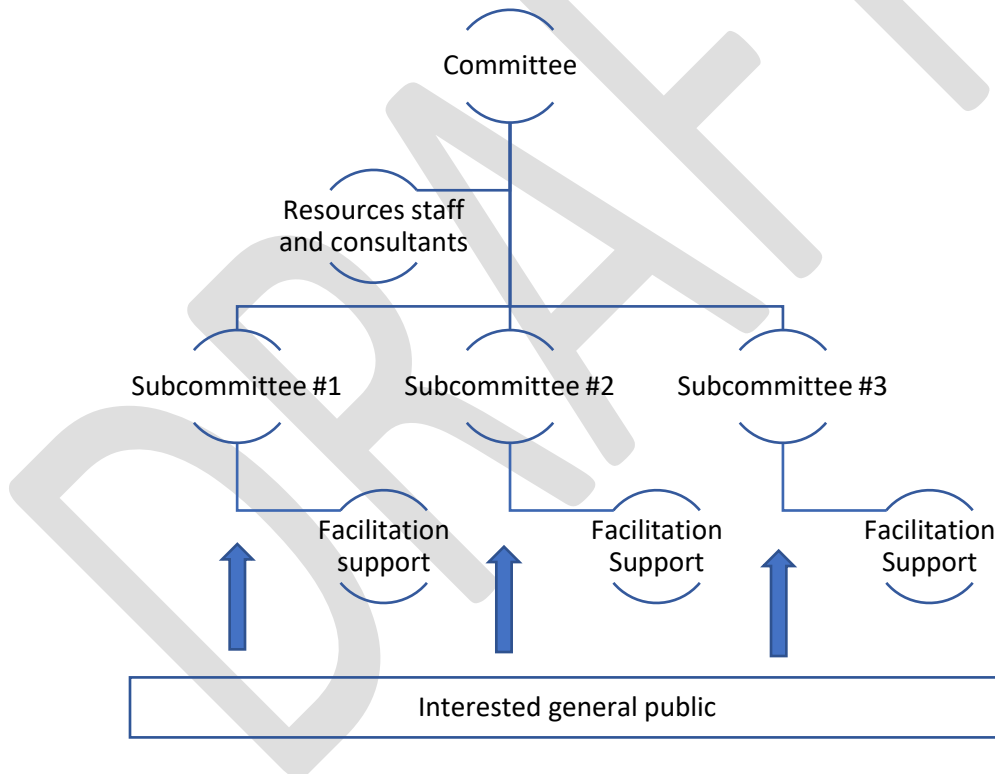 Committee
Resources staff
and consultants
Subcommittee #1
Subcommittee #2
Subcommittee #3
Facilitation
support
Facilitation
Support
Facilitation
Support
Interested general public
DRAFT